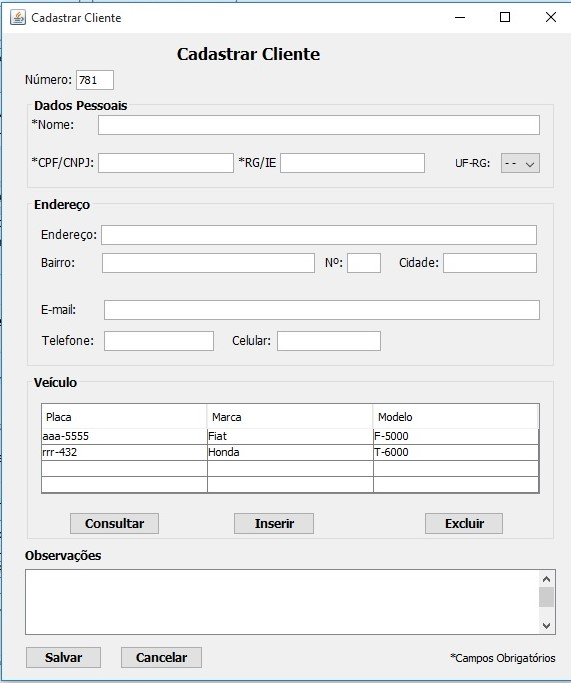 Cadastrar Cliente
Cadastrar Cliente
Número: 781
Dados Pessoais
*Nome:
*CPF/CNPJ: *RG/IE UF-RG: - -
Endereço
Endereço:
Bairro: Nº: Cidade:
E-mail:
Telefone: Celular:
Veículo
Placa Marca Modelo
aaa-5555 Fiat F-5000
rrr-432 Honda T-6000
Consultar Inserir Excluir
Observações
Salvar Cancelar *Campos Obrigatórios